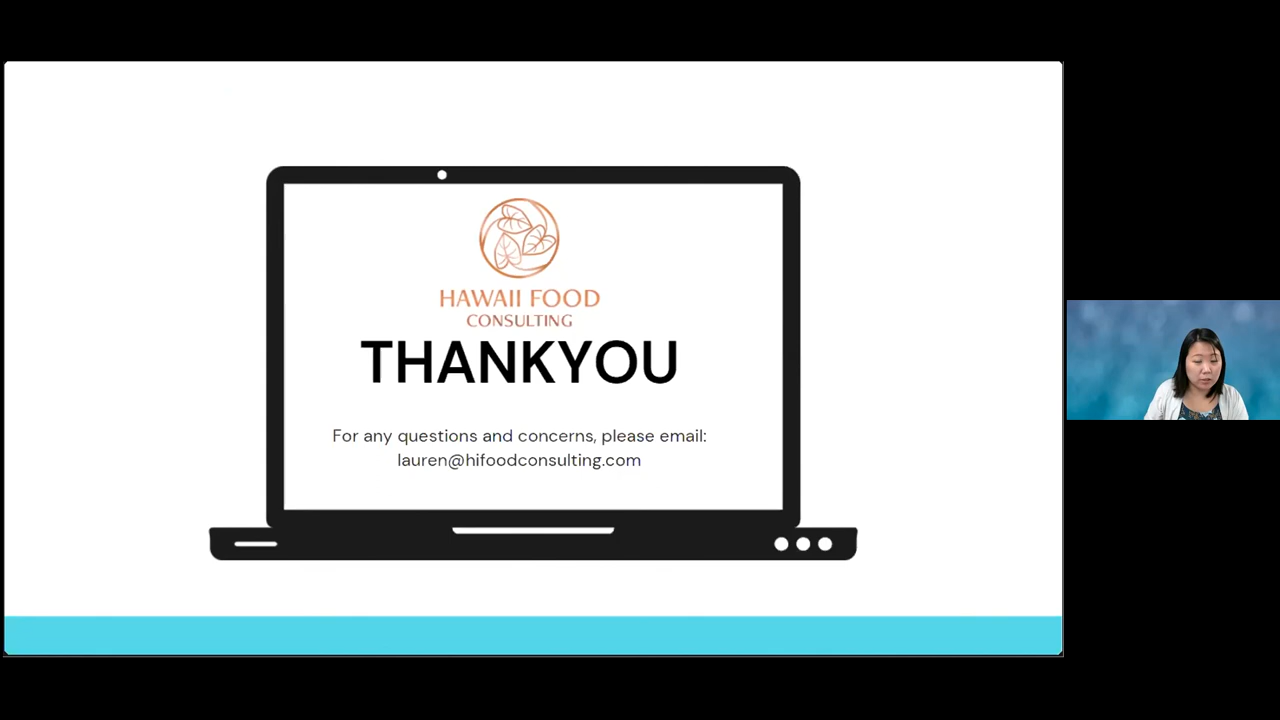 HAWAII FOOD
CONSULTING
THANKYOU
For any questions and concerns, please email:
lauren@hifoodconsulting.com